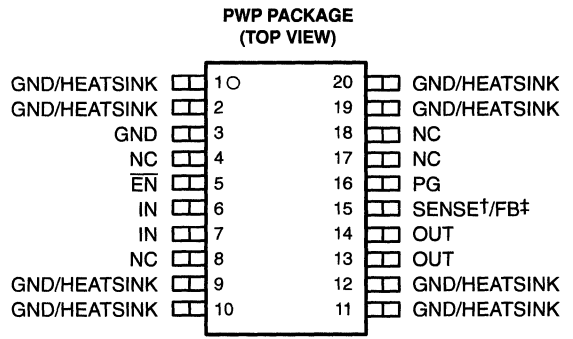 PWP PACKAGE
(TOP VIEW)
GND/HEATSINK 1 20 GND/HEATSINK
GND/HEATSINK 2 19 GND/HEATSINK
GND 3 18 NC
NC 4 17 NC
E̅N̅ 5 16 PG
IN 6 15 SENSE†/FB‡
IN 7 14 OUT
NC 8 13 OUT
GND/HEATSINK 9 12 GND/HEATSINK
GND/HEATSINK 10 11 GND/HEATSINK